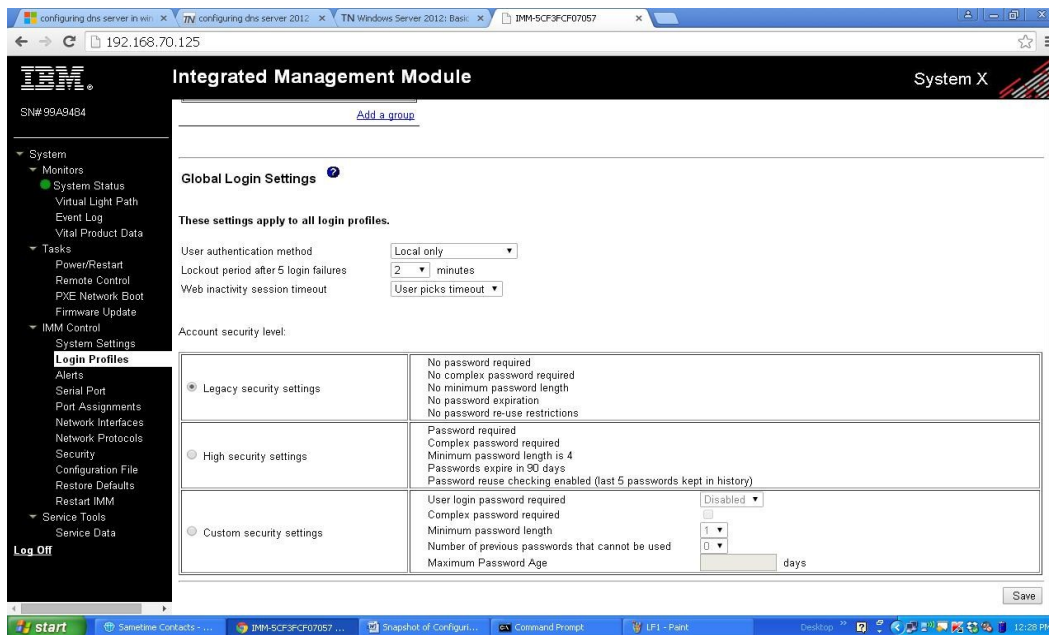 configuring dns server in win
configuring dns server 2012
TN Windows Server 2012: Basic
IMM-5CF3FCF07057
192.168.70.125
IBM.
Integrated Management Module
System X
SN# 99A9484
Add a group
System
Monitors
System Status
Virtual Light Path
Event Log
Vital Product Data
Tasks
Power/Restart
Remote Control
PXE Network Boot
Firmware Update
IMM Control
System Settings
Login Profiles
Alerts
Serial Port
Port Assignments
Network Interfaces
Network Protocols
Security
Configuration File
Restore Defaults
Restart IMM
Service Tools
Service Data
Log Off
Global Login Settings ?
These settings apply to all login profiles.
User authentication method Local only
Lockout period after 5 login failures 2 minutes
Web inactivity session timeout User picks timeout
Account security level:
Legacy security settings
No password required
No complex password required
No minimum password length
No password expiration
No password re-use restrictions
High security settings
Password required
Complex password required
Minimum password length is 4
Passwords expire in 90 days
Password reuse checking enabled (last 5 passwords kept in history)
Custom security settings
User login password required Disabled
Complex password required
Minimum password length 1
Number of previous passwords that cannot be used 0
Maximum Password Age days
Save
start
Sametime Contacts - ...
IMM-5CF3FCF07057 ...
Snapshot of Configuri...
Command Prompt
LF1 - Paint
Desktop
12:28 PM